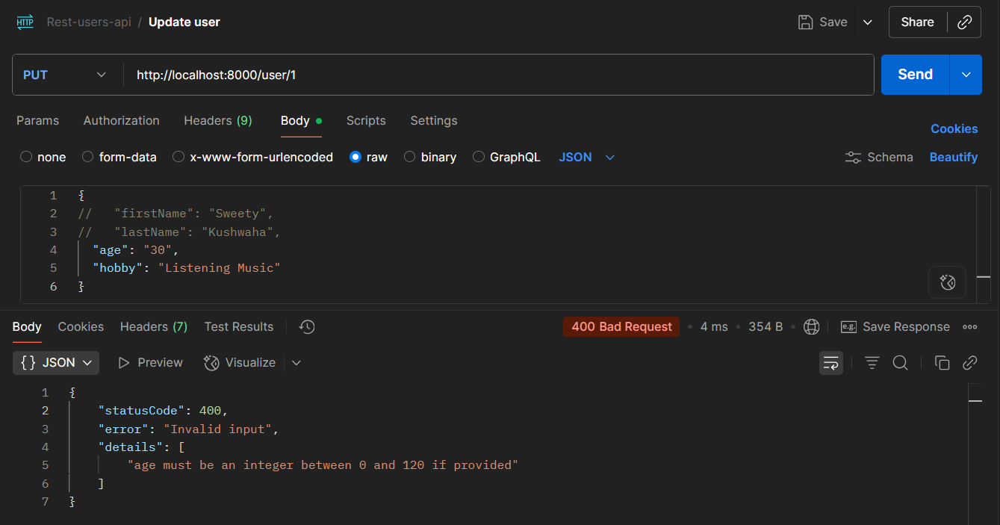 HTTP Rest-users-api / Update user Save Share
PUT http://localhost:8000/user/1 Send
Params Authorization Headers (9) Body Scripts Settings Cookies
none form-data x-www-form-urlencoded raw binary GraphQL JSON Schema Beautify
1 {
2 // "firstName": "Sweety",
3 // "lastName": "Kushwaha",
4 "age": "30",
5 "hobby": "Listening Music"
6 }
Body Cookies Headers (7) Test Results 400 Bad Request • 4 ms • 354 B • e.g. Save Response
{} JSON Preview Visualize
1 {
2 "statusCode": 400,
3 "error": "Invalid input",
4 "details": [
5 "age must be an integer between 0 and 120 if provided"
6 ]
7 }